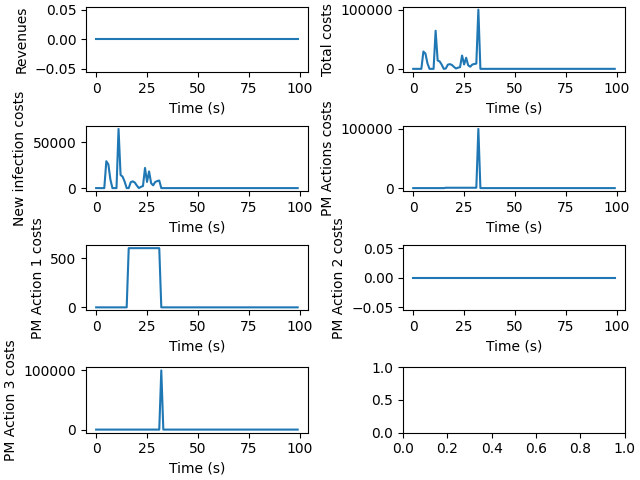 Revenues
0.05
0.00
−0.05
0 25 50 75 100
Time (s)
Total costs
100000
0
0 25 50 75 100
Time (s)
New infection costs
50000
0
0 25 50 75 100
Time (s)
PM Actions costs
100000
0
0 25 50 75 100
Time (s)
PM Action 1 costs
500
0
0 25 50 75 100
Time (s)
PM Action 2 costs
0.05
0.00
−0.05
0 25 50 75 100
Time (s)
PM Action 3 costs
100000
0
0 25 50 75 100
Time (s)
1.0
0.5
0.0
0.0 0.2 0.4 0.6 0.8 1.0